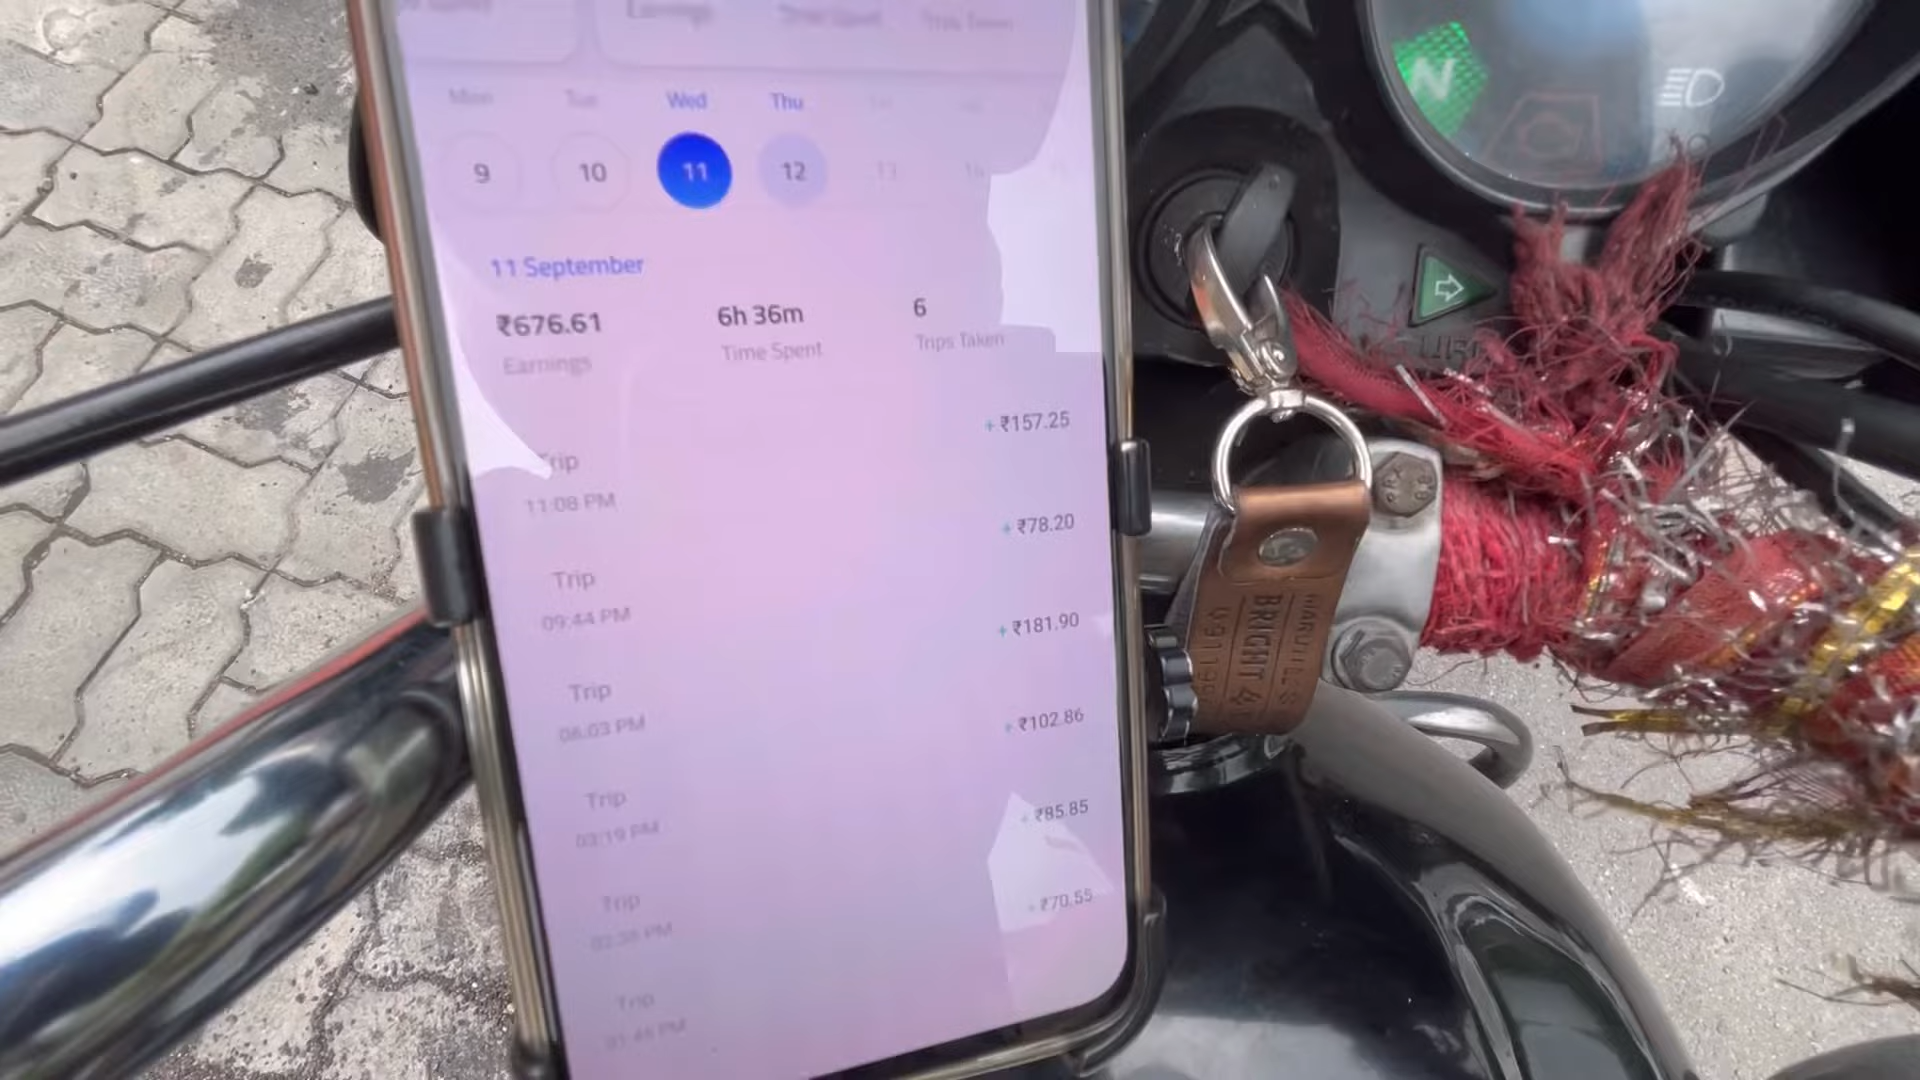 Earnings
Mon Tue Wed Thu
9 10 11 12
11 September
₹676.61 6h 36m 6
Earnings Time Spent Trips Taken
+ ₹157.25
Trip
11:08 PM
+ ₹78.20
Trip
09:44 PM
+ ₹181.90
Trip
06:03 PM
+ ₹102.86
Trip
03:19 PM
+ ₹85.85
Trip
+ ₹70.55
Trip
N
BRIGHT